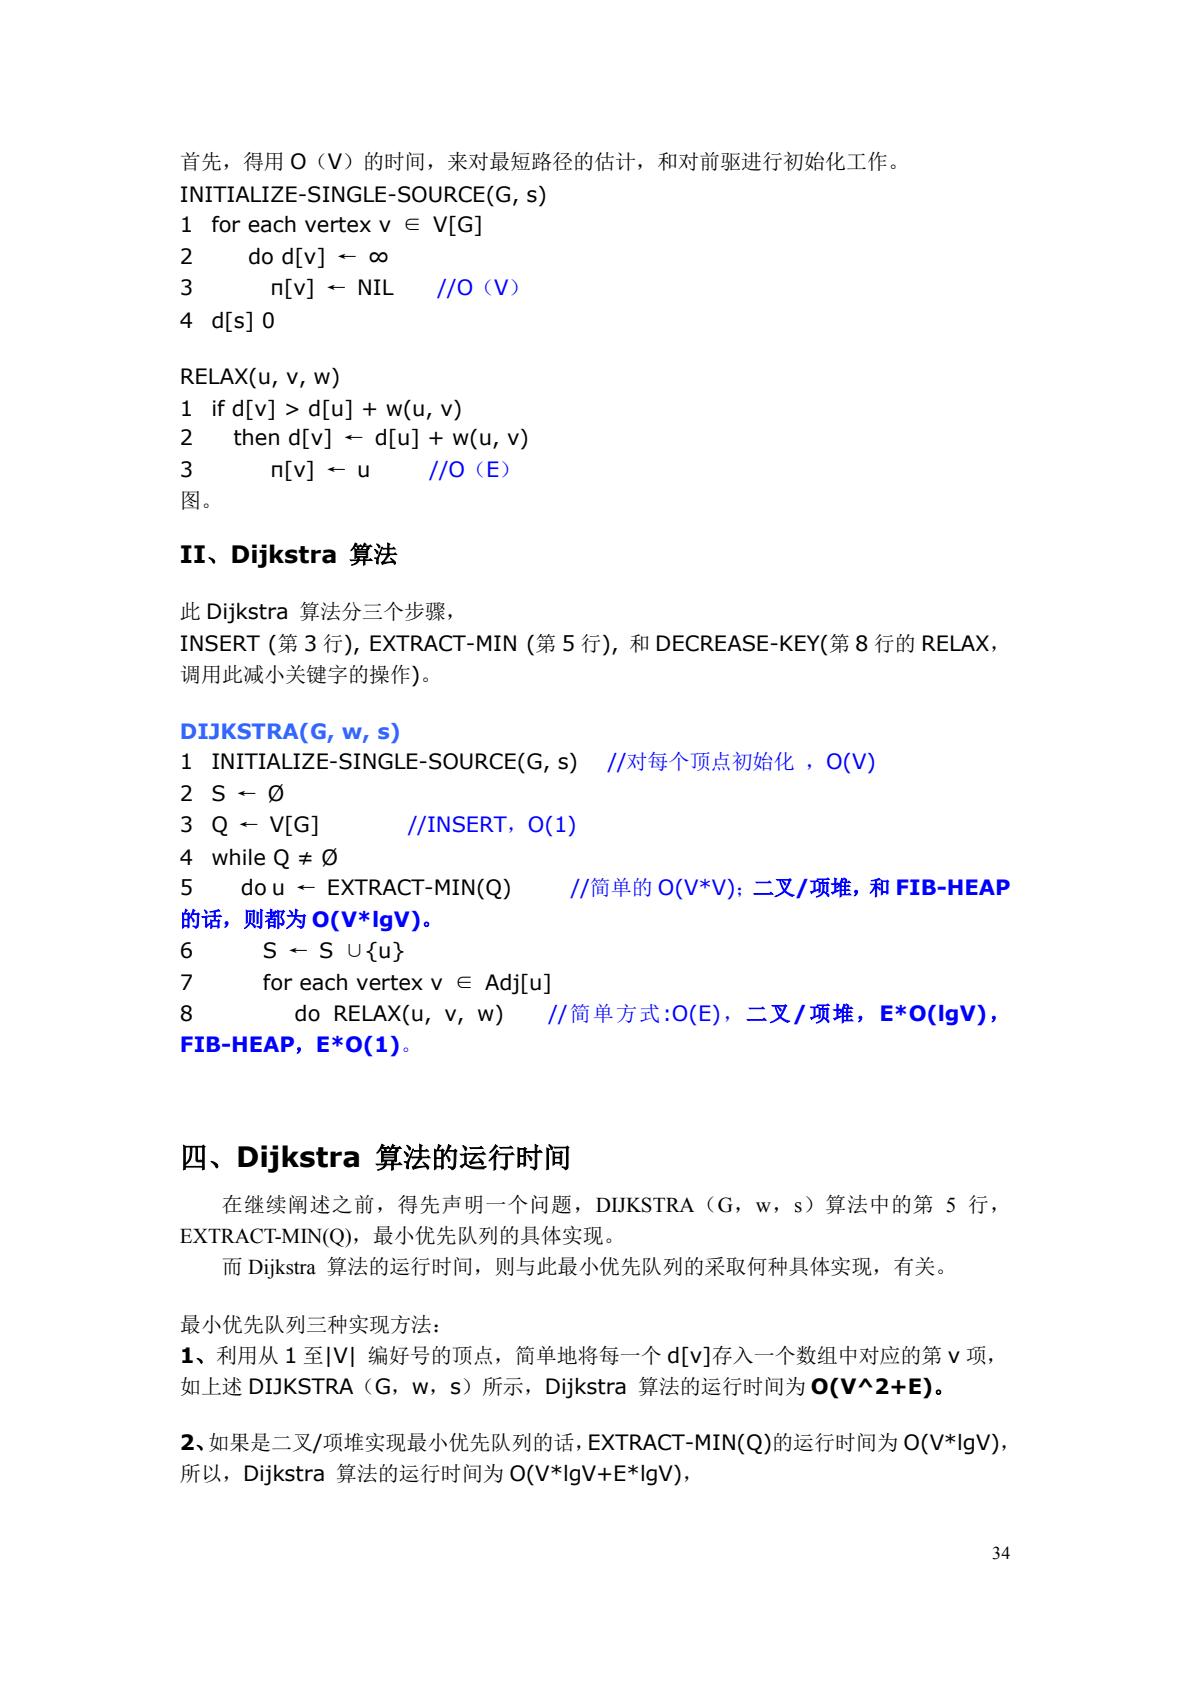 首先，得用 O（V）的时间，来对最短路径的估计，和对前驱进行初始化工作。
INITIALIZE-SINGLE-SOURCE(G, s)
1 for each vertex v ∈ V[G]
2 do d[v] ← ∞
3 π[v] ← NIL //O（V）
4 d[s] 0
RELAX(u, v, w)
1 if d[v] > d[u] + w(u, v)
2 then d[v] ← d[u] + w(u, v)
3 π[v] ← u //O（E）
图。
II、Dijkstra 算法
此 Dijkstra 算法分三个步骤，
INSERT (第 3 行), EXTRACT-MIN (第 5 行), 和 DECREASE-KEY(第 8 行的 RELAX，
调用此减小关键字的操作)。
DIJKSTRA(G, w, s)
1 INITIALIZE-SINGLE-SOURCE(G, s) //对每个顶点初始化 ，O(V)
2 S ← Ø
3 Q ← V[G] //INSERT，O(1)
4 while Q ≠ Ø
5 do u ← EXTRACT-MIN(Q) //简单的 O(V*V)；二叉/项堆，和 FIB-HEAP
的话，则都为 O(V*lgV)。
6 S ← S ∪{u}
7 for each vertex v ∈ Adj[u]
8 do RELAX(u, v, w) //简单方式:O(E)，二叉/项堆，E*O(lgV)，
FIB-HEAP，E*O(1)。
四、Dijkstra 算法的运行时间
在继续阐述之前，得先声明一个问题，DIJKSTRA（G，w，s）算法中的第 5 行，
EXTRACT-MIN(Q)，最小优先队列的具体实现。
而 Dijkstra 算法的运行时间，则与此最小优先队列的采取何种具体实现，有关。
最小优先队列三种实现方法：
1、利用从 1 至|V| 编好号的顶点，简单地将每一个 d[v]存入一个数组中对应的第 v 项，
如上述 DIJKSTRA（G，w，s）所示，Dijkstra 算法的运行时间为 O(V^2+E)。
2、如果是二叉/项堆实现最小优先队列的话，EXTRACT-MIN(Q)的运行时间为 O(V*lgV)，
所以，Dijkstra 算法的运行时间为 O(V*lgV+E*lgV)，
34